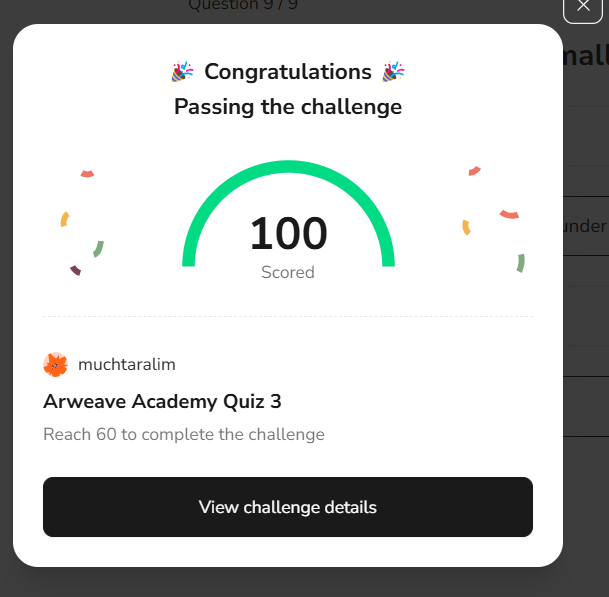 Question 9 / 9
mall
🎉 Congratulations 🎉
Passing the challenge
100
Scored
under
muchtaralim
Arweave Academy Quiz 3
Reach 60 to complete the challenge
View challenge details